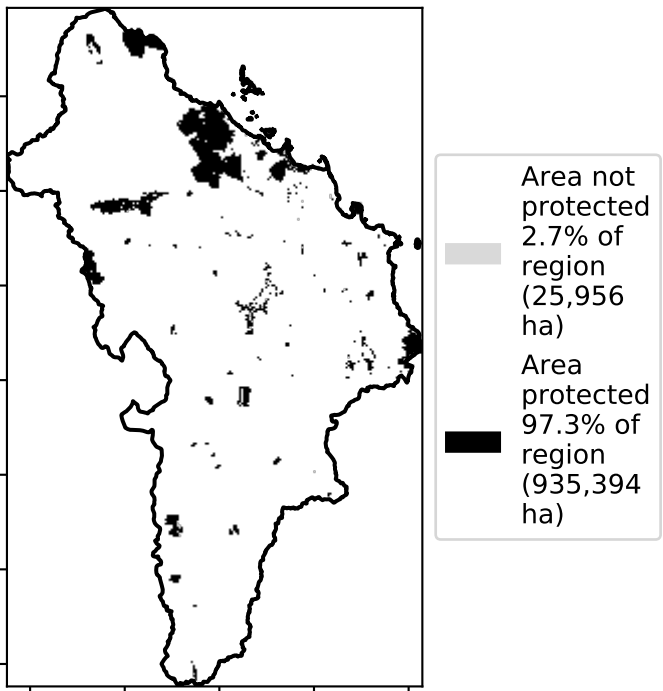 Area not
protected
2.7% of
region
(25,956
ha)
Area
protected
97.3% of
region
(935,394
ha)